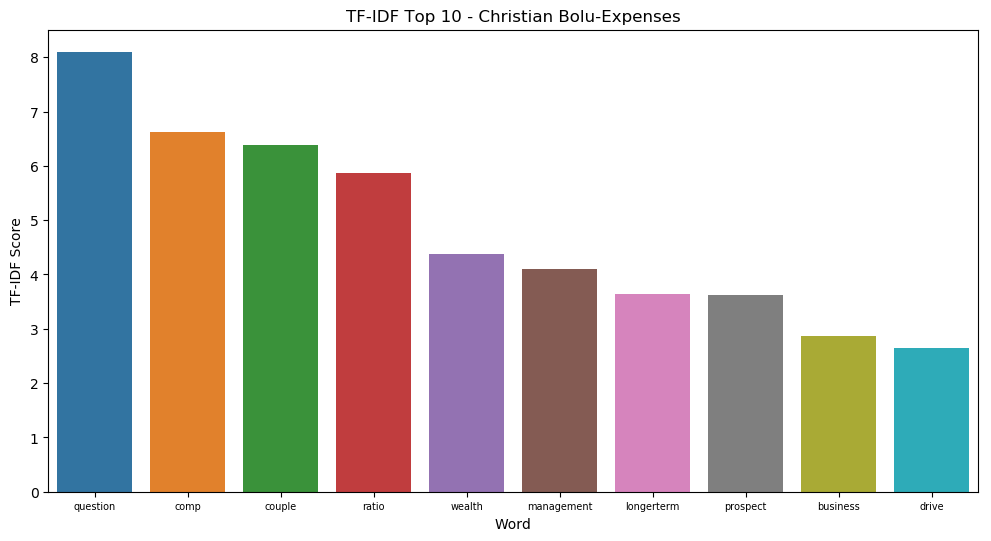 TF-IDF Top 10 - Christian Bolu-Expenses
TF-IDF Score
8
7
6
5
4
3
2
1
0
question comp couple ratio wealth management longerterm prospect business drive
Word